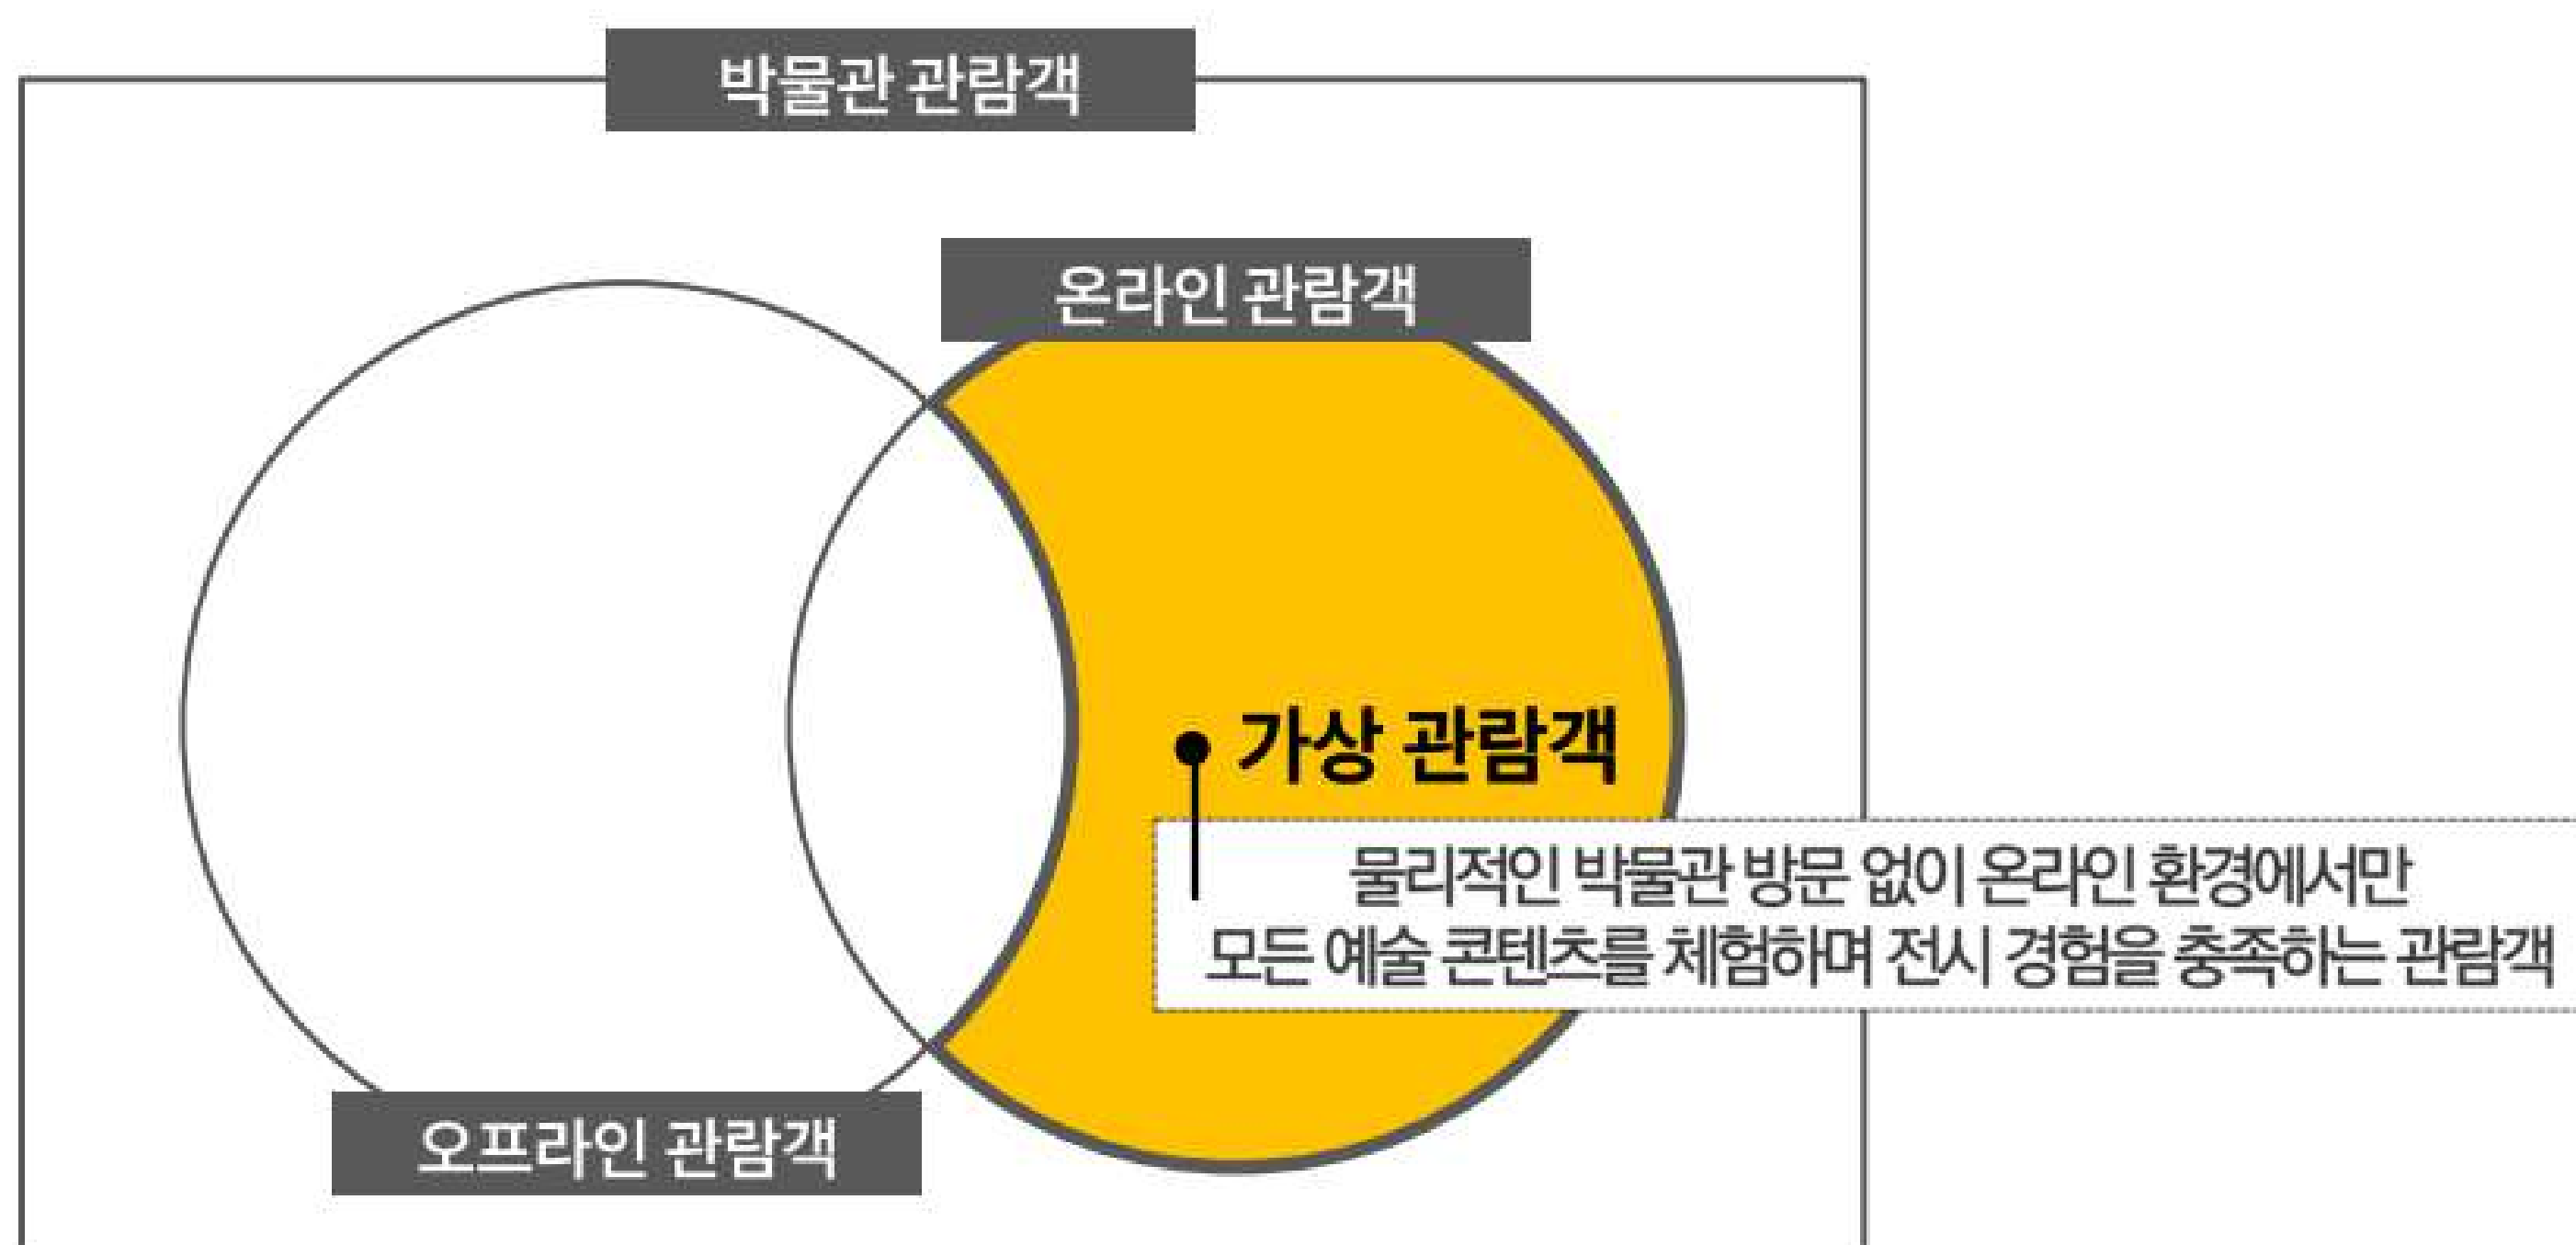 박물관 관람객
온라인 관람객
가상 관람객
물리적인 박물관 방문 없이 온라인 환경에서만
모든 예술 콘텐츠를 체험하며 전시 경험을 충족하는 관람객
오프라인 관람객